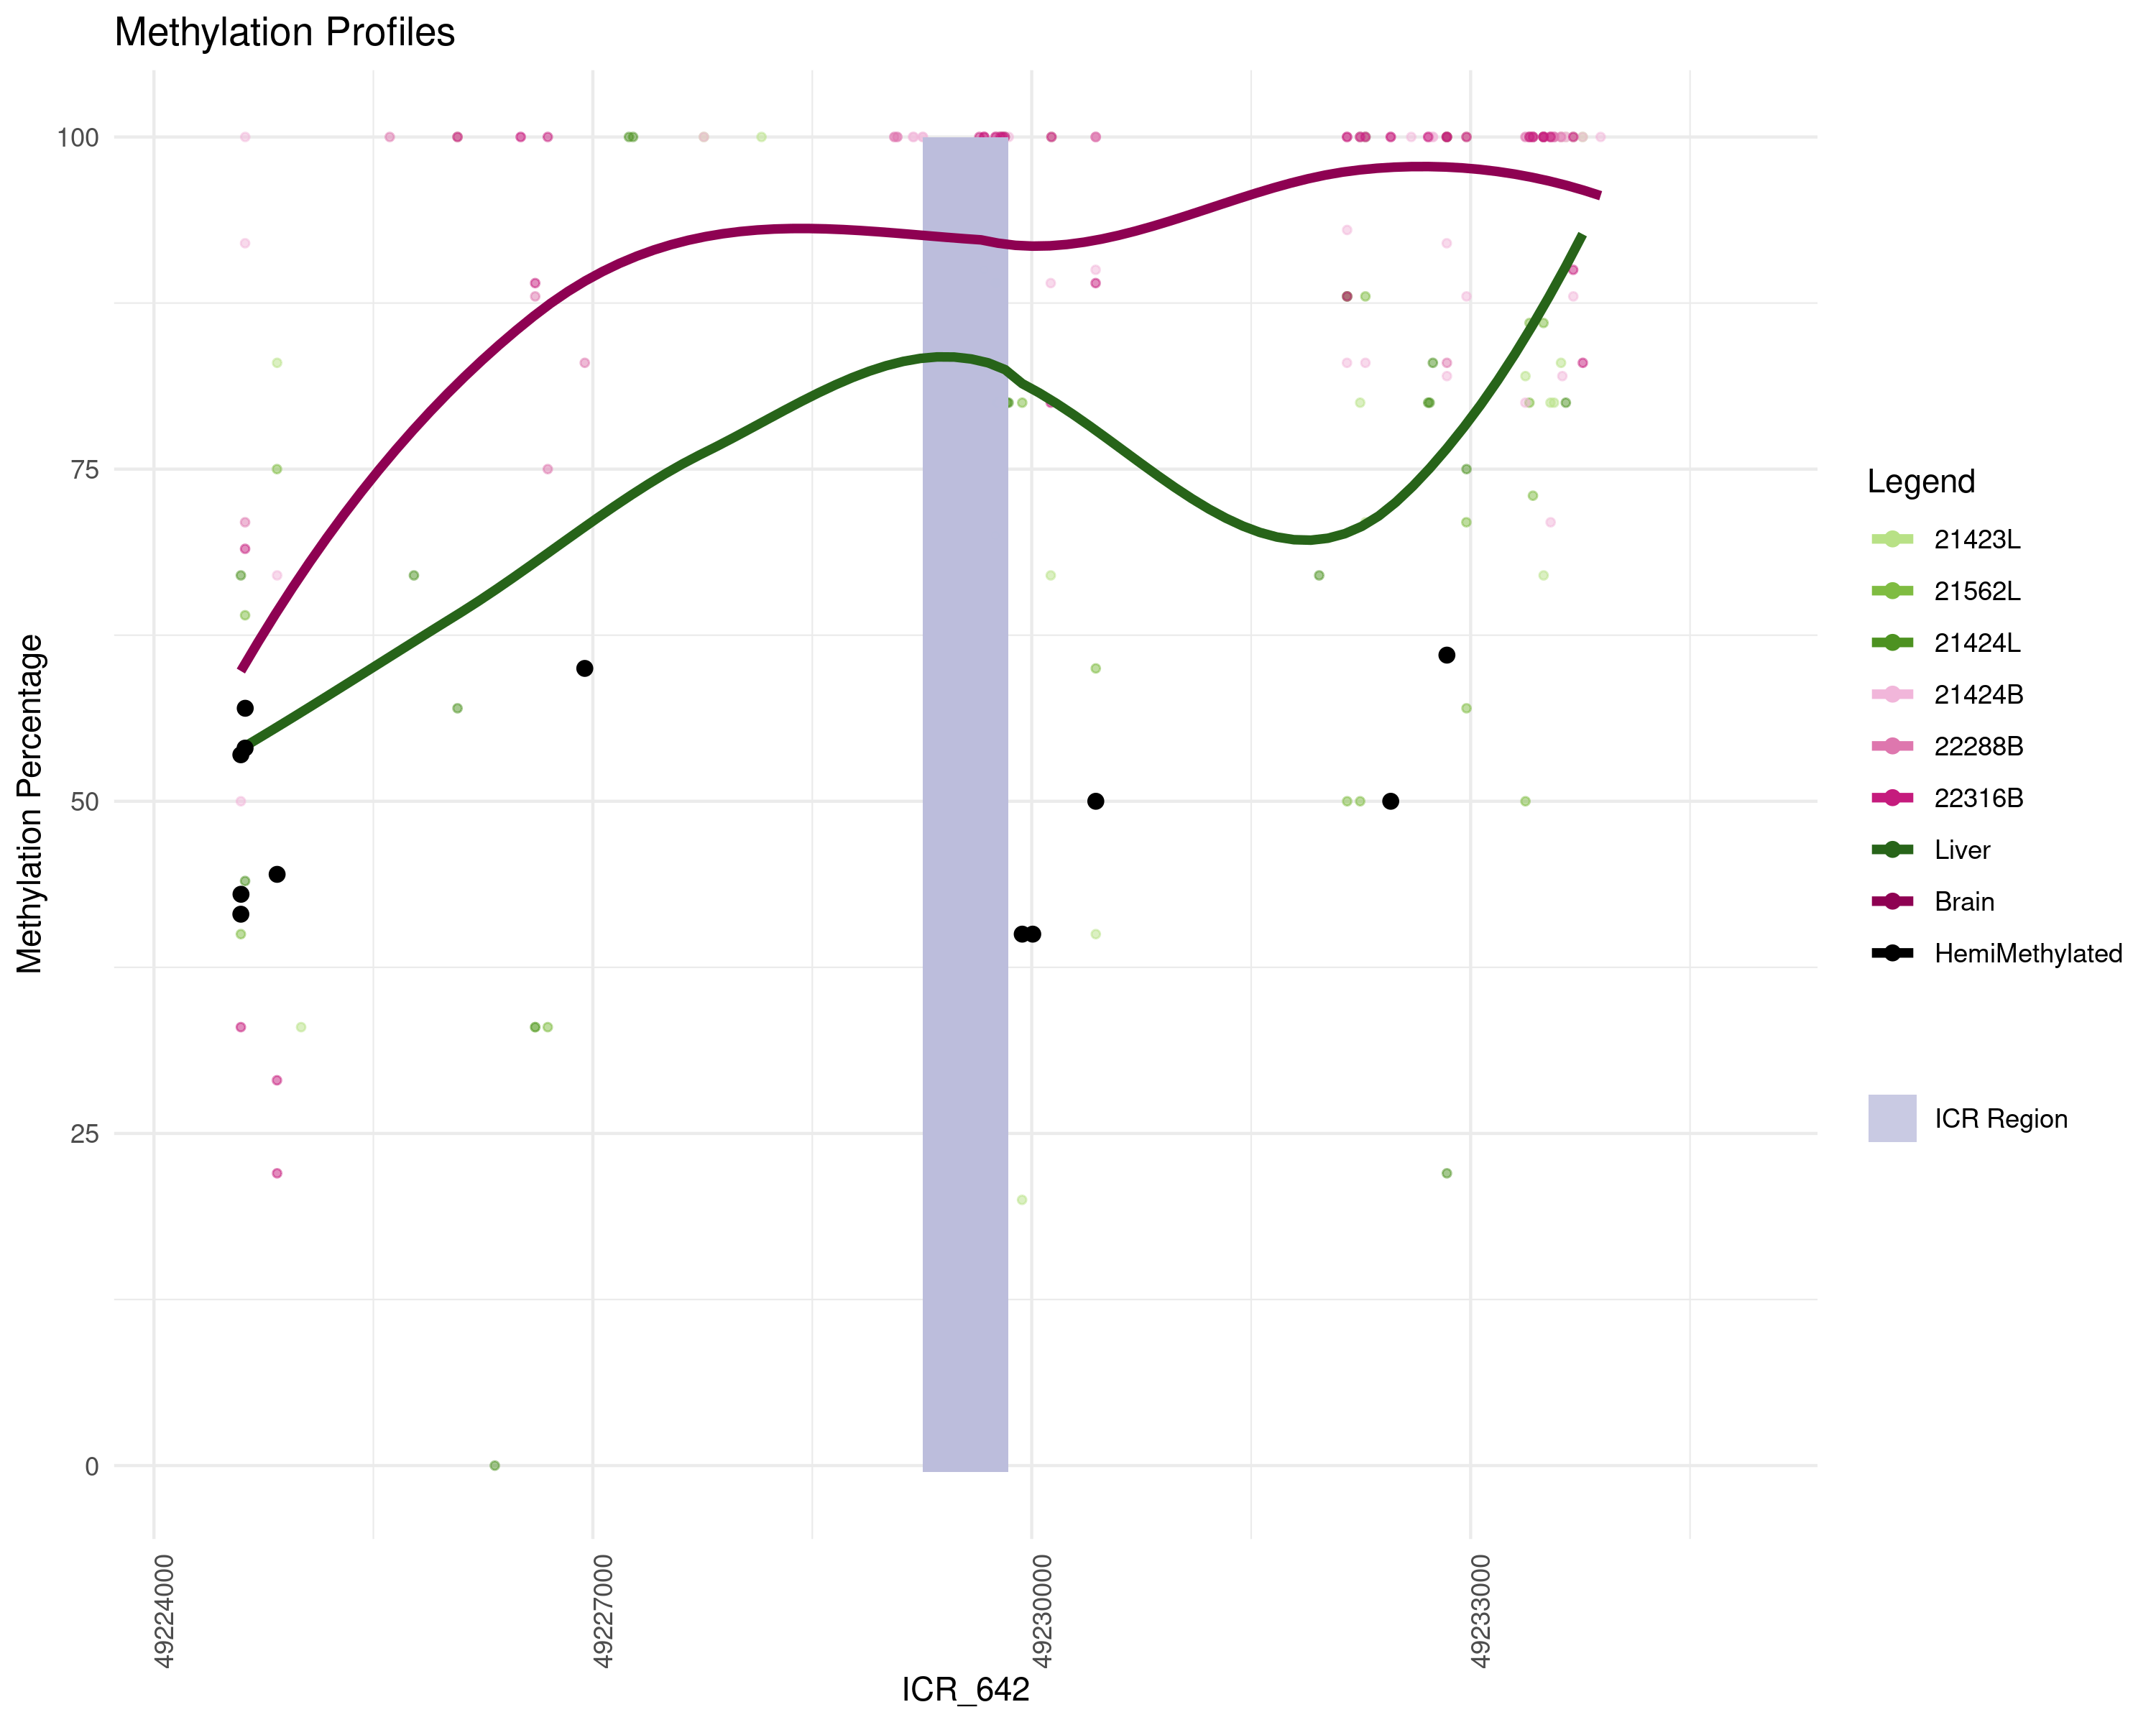 Methylation Profiles
Methylation Percentage
100
75
50
25
0
49224000
49227000
49230000
49233000
ICR_642
Legend
21423L
21562L
21424L
21424B
22288B
22316B
Liver
Brain
HemiMethylated
ICR Region